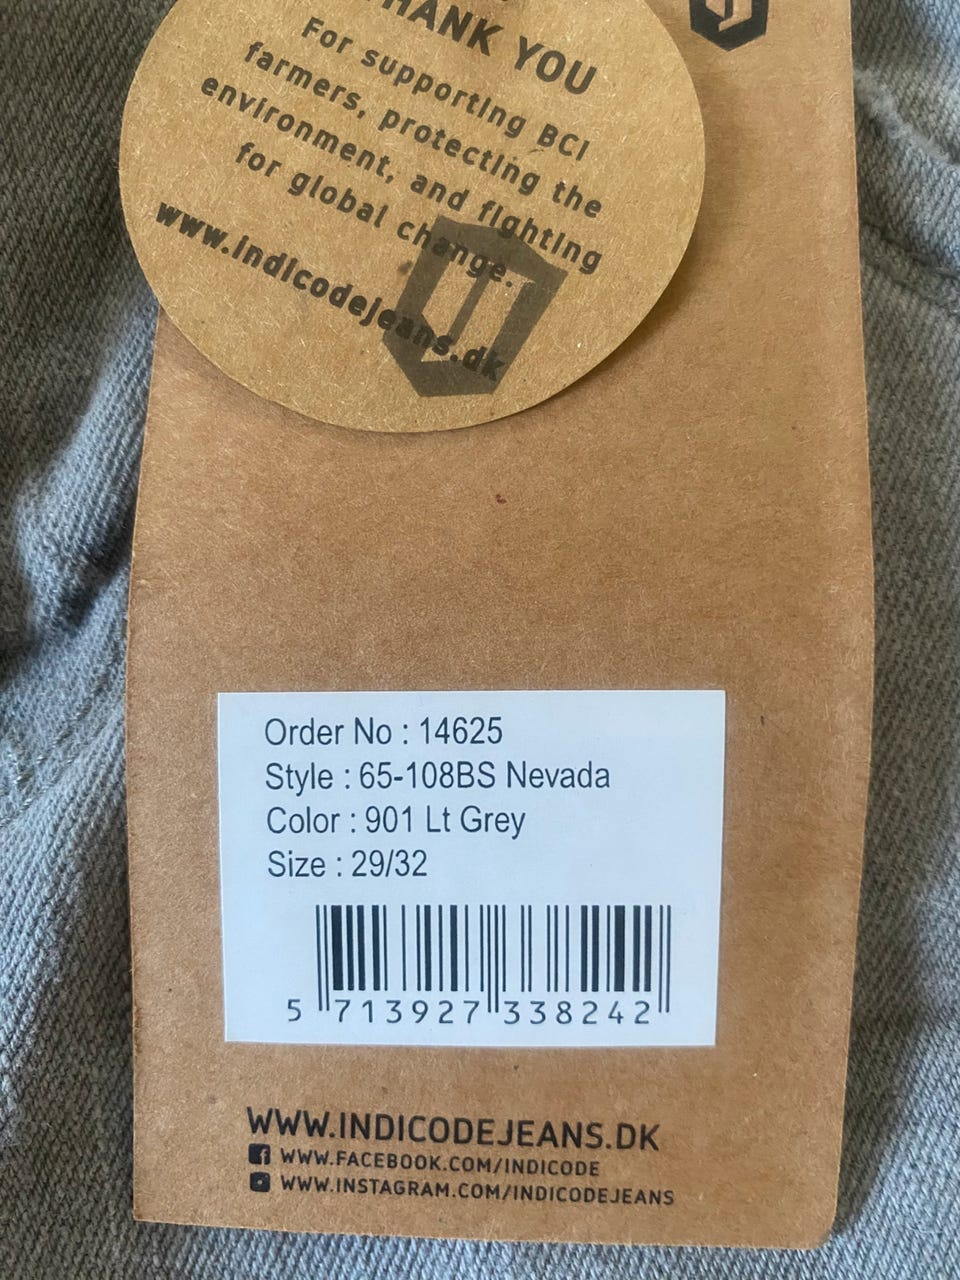 THANK YOU
For supporting BCI
farmers, protecting the
environment, and fighting
for global change.
www.indicodejeans.dk
Order No : 14625
Style : 65-108BS Nevada
Color : 901 Lt Grey
Size : 29/32
5 713927 338242
WWW.INDICODEJEANS.DK
WWW.FACEBOOK.COM/INDICODE
WWW.INSTAGRAM.COM/INDICODEJEANS